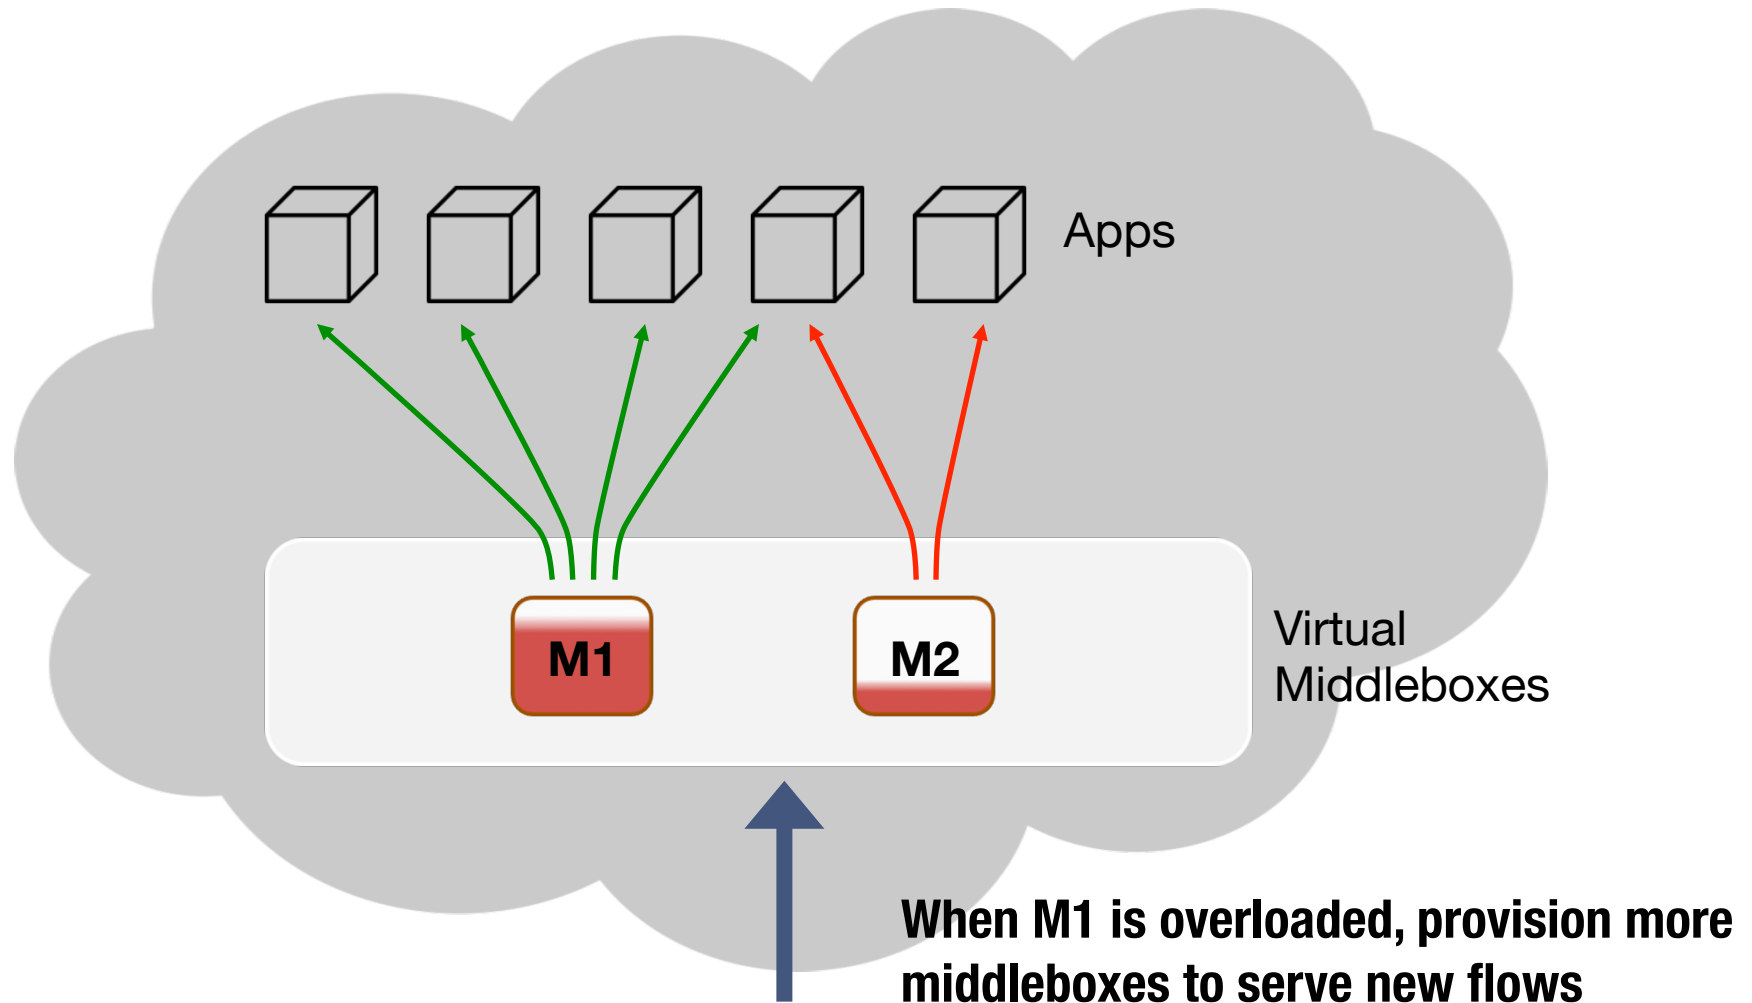 Apps
M1
M2
Virtual
Middleboxes
When M1 is overloaded, provision more
middleboxes to serve new flows